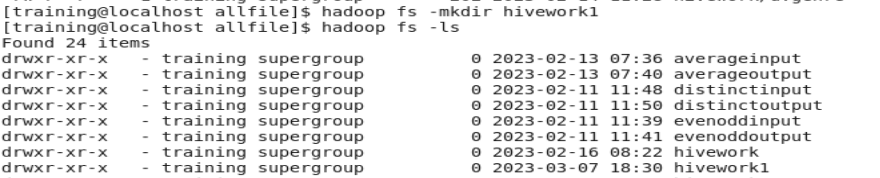 [training@localhost allfile]$ hadoop fs -mkdir hivework1
[training@localhost allfile]$ hadoop fs -ls
Found 24 items
drwxr-xr-x   - training supergroup          0 2023-02-13 07:36 averageinput
drwxr-xr-x   - training supergroup          0 2023-02-13 07:40 averageoutput
drwxr-xr-x   - training supergroup          0 2023-02-11 11:48 distinctinput
drwxr-xr-x   - training supergroup          0 2023-02-11 11:50 distinctoutput
drwxr-xr-x   - training supergroup          0 2023-02-11 11:39 evenoddinput
drwxr-xr-x   - training supergroup          0 2023-02-11 11:41 evenoddoutput
drwxr-xr-x   - training supergroup          0 2023-02-16 08:22 hivework
drwxr-xr-x   - training supergroup          0 2023-03-07 18:30 hivework1